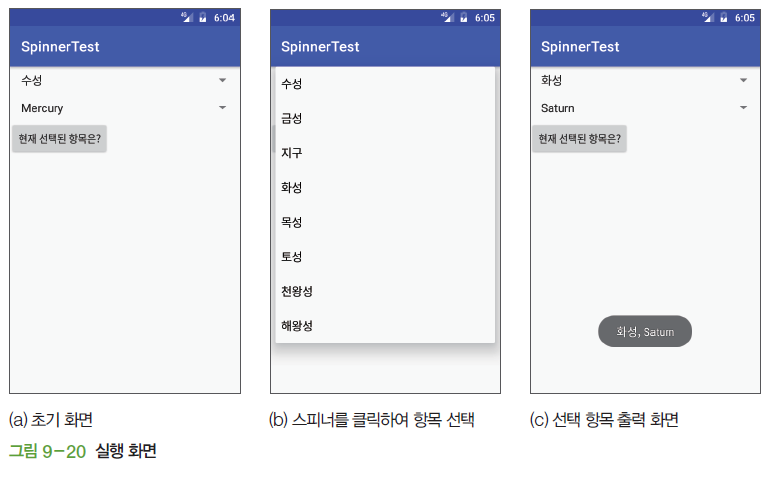 4G 6:04
SpinnerTest
수성
Mercury
현재 선택된 항목은?
(a) 초기 화면
4G 6:05
SpinnerTest
수성
금성
지구
화성
목성
토성
천왕성
해왕성
(b) 스피너를 클릭하여 항목 선택
4G 6:05
SpinnerTest
화성
Saturn
현재 선택된 항목은?
화성, Saturn
(c) 선택 항목 출력 화면
그림 9-20 실행 화면